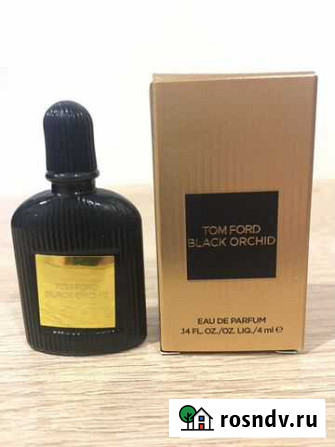 TOM FORD
BLACK ORCHID
TOM FORD
BLACK ORCHID
EAU DE PARFUM
.14 FL. OZ./OZ. LIQ./4 ml e
rosndv.ru